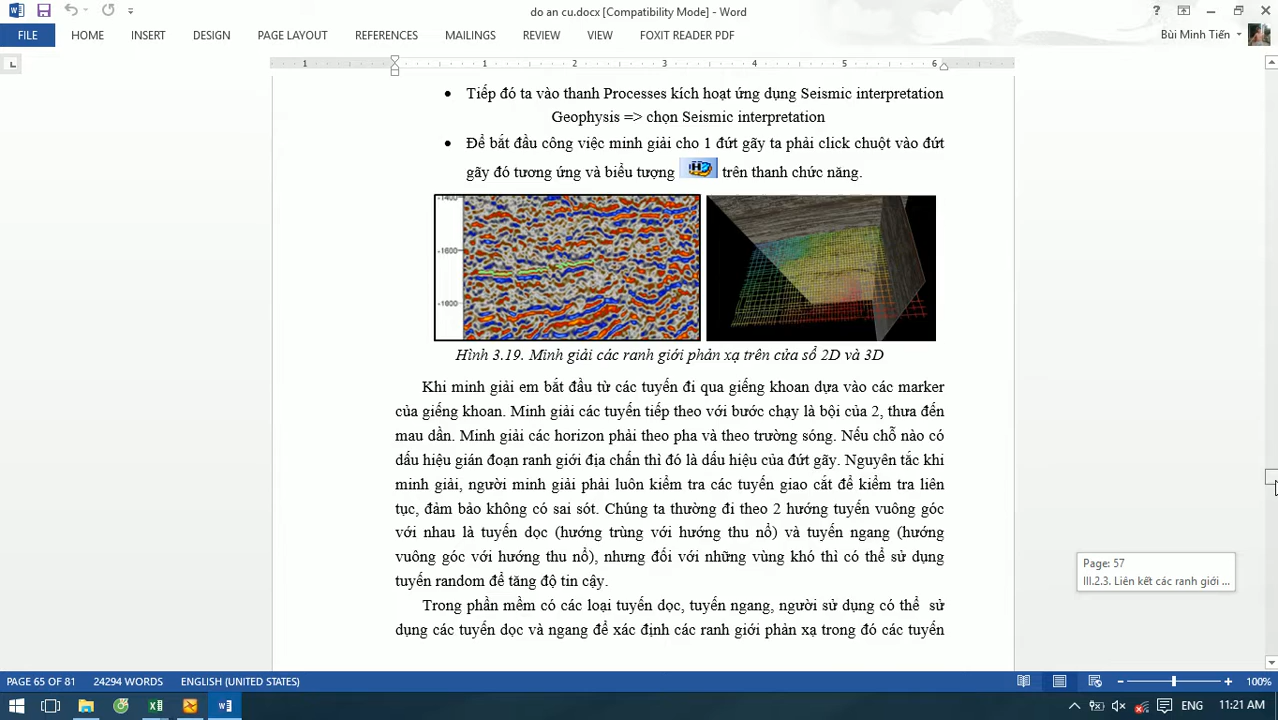 do an cu.docx [Compatibility Mode] - Word
FILE HOME INSERT DESIGN PAGE LAYOUT REFERENCES MAILINGS REVIEW VIEW FOXIT READER PDF Bùi Minh Tiến
1 1 2 3 4 5 6
• Tiếp đó ta vào thanh Processes kích hoạt ứng dụng Seismic interpretation
Geophysis => chọn Seismic interpretation
• Để bắt đầu công việc minh giải cho 1 đứt gãy ta phải click chuột vào đứt
gãy đó tương ứng và biểu tượng trên thanh chức năng.
-1400
-1600
-1800
Hình 3.19. Minh giải các ranh giới phản xạ trên cửa sổ 2D và 3D
Khi minh giải em bắt đầu từ các tuyến đi qua giếng khoan dựa vào các marker
của giếng khoan. Minh giải các tuyến tiếp theo với bước chạy là bội của 2, thưa đến
mau dần. Minh giải các horizon phải theo pha và theo trường sóng. Nếu chỗ nào có
dấu hiệu gián đoạn ranh giới địa chấn thì đó là dấu hiệu của đứt gãy. Nguyên tắc khi
minh giải, người minh giải phải luôn kiểm tra các tuyến giao cắt để kiểm tra liên
tục, đảm bảo không có sai sót. Chúng ta thường đi theo 2 hướng tuyến vuông góc
với nhau là tuyến dọc (hướng trùng với hướng thu nổ) và tuyến ngang (hướng
vuông góc với hướng thu nổ), nhưng đối với những vùng khó thì có thể sử dụng
tuyến random để tăng độ tin cậy.
Page: 57
III.2.3. Liên kết các ranh giới ...
Trong phần mềm có các loại tuyến dọc, tuyến ngang, người sử dụng có thể sử
dụng các tuyến dọc và ngang để xác định các ranh giới phản xạ trong đó các tuyến
PAGE 65 OF 81 24294 WORDS ENGLISH (UNITED STATES) 100%
ENG 11:21 AM